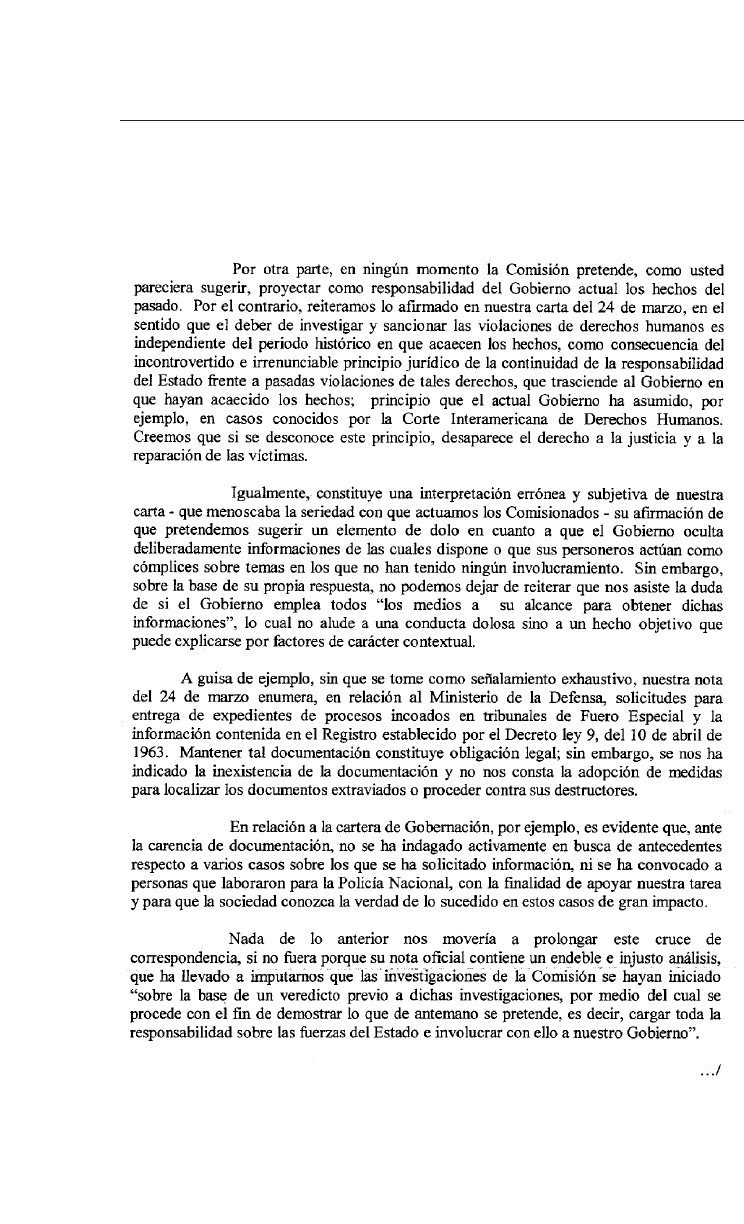 Por otra parte, en ningún momento la Comisión pretende, como usted
pareciera sugerir, proyectar como responsabilidad del Gobierno actual los hechos del
pasado. Por el contrario, reiteramos lo afirmado en nuestra carta del 24 de marzo, en el
sentido que el deber de investigar y sancionar las violaciones de derechos humanos es
independiente del periodo histórico en que acaecen los hechos, como consecuencia del
incontrovertido e irrenunciable principio jurídico de la continuidad de la responsabilidad
del Estado frente a pasadas violaciones de tales derechos, que trasciende al Gobierno en
que hayan acaecido los hechos; principio que el actual Gobierno ha asumido, por
ejemplo, en casos conocidos por la Corte Interamericana de Derechos Humanos.
Creemos que si se desconoce este principio, desaparece el derecho a la justicia y a la
reparación de las víctimas.
Igualmente, constituye una interpretación errónea y subjetiva de nuestra
carta - que menoscaba la seriedad con que actuamos los Comisionados - su afirmación de
que pretendemos sugerir un elemento de dolo en cuanto a que el Gobierno oculta
deliberadamente informaciones de las cuales dispone o que sus personeros actúan como
cómplices sobre temas en los que no han tenido ningún involucramiento. Sin embargo,
sobre la base de su propia respuesta, no podemos dejar de reiterar que nos asiste la duda
de si el Gobierno emplea todos “los medios a su alcance para obtener dichas
informaciones”, lo cual no alude a una conducta dolosa sino a un hecho objetivo que
puede explicarse por factores de carácter contextual.
A guisa de ejemplo, sin que se tome como señalamiento exhaustivo, nuestra nota
del 24 de marzo enumera, en relación al Ministerio de la Defensa, solicitudes para
entrega de expedientes de procesos incoados en tribunales de Fuero Especial y la
información contenida en el Registro establecido por el Decreto ley 9, del 10 de abril de
1963. Mantener tal documentación constituye obligación legal; sin embargo, se nos ha
indicado la inexistencia de la documentación y no nos consta la adopción de medidas
para localizar los documentos extraviados o proceder contra sus destructores.
En relación a la cartera de Gobernación, por ejemplo, es evidente que, ante
la carencia de documentación, no se ha indagado activamente en busca de antecedentes
respecto a varios casos sobre los que se ha solicitado información, ni se ha convocado a
personas que laboraron para la Policía Nacional, con la finalidad de apoyar nuestra tarea
y para que la sociedad conozca la verdad de lo sucedido en estos casos de gran impacto.
Nada de lo anterior nos movería a prolongar este cruce de
correspondencia, si no fuera porque su nota oficial contiene un endeble e injusto análisis,
que ha llevado a imputarnos que las investigaciones de la Comisión se hayan iniciado
“sobre la base de un veredicto previo a dichas investigaciones, por medio del cual se
procede con el fin de demostrar lo que de antemano se pretende, es decir, cargar toda la
responsabilidad sobre las fuerzas del Estado e involucrar con ello a nuestro Gobierno”.
.../